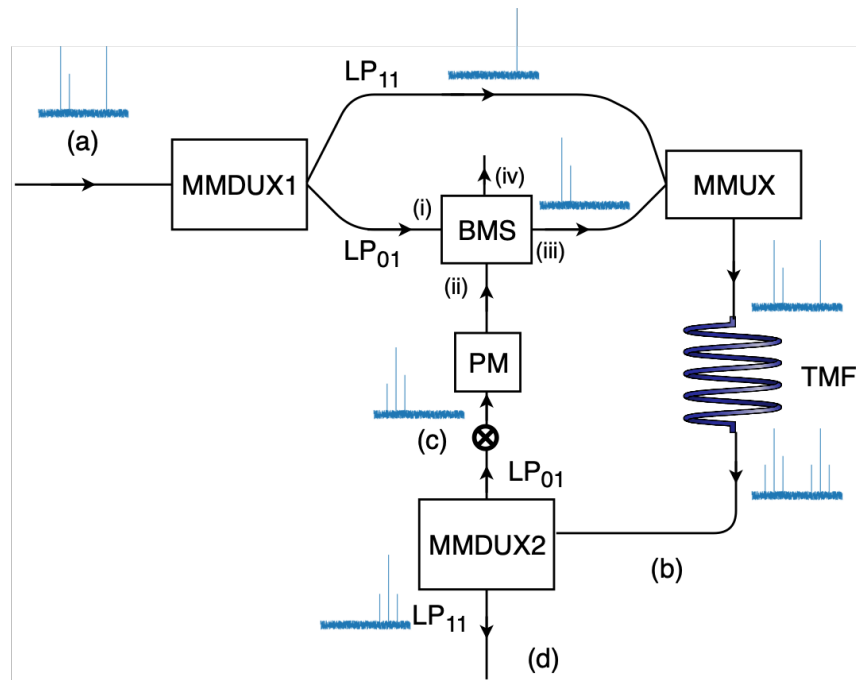 LP11
(a)
MMDUX1
(iv)
MMUX
(i)
BMS
LP01
(iii)
(ii)
PM
TMF
(c)
LP01
MMDUX2
(b)
LP11
(d)